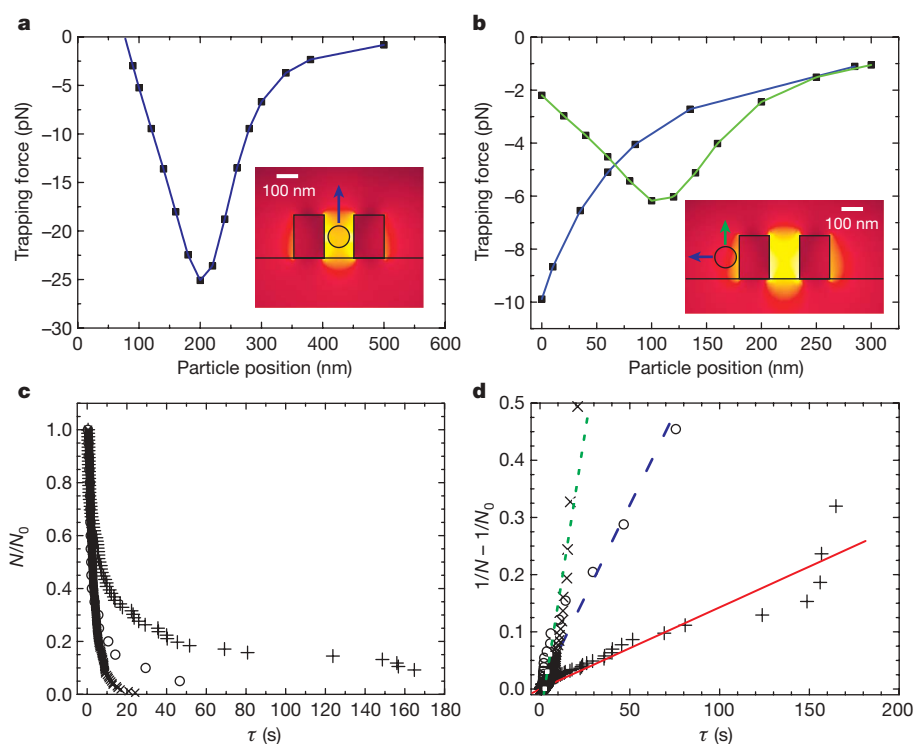 a
0
−5
−10
−15
−20
−25
−30
Trapping force (pN)
0 100 200 300 400 500 600
Particle position (nm)
100 nm
b
0
−2
−4
−6
−8
−10
Trapping force (pN)
0 50 100 150 200 250 300
Particle position (nm)
100 nm
c
1.0
0.8
0.6
0.4
0.2
0.0
N/N₀
0 20 40 60 80 100 120 140 160 180
τ (s)
d
0.5
0.4
0.3
0.2
0.1
0.0
1/N − 1/N₀
0 50 100 150 200
τ (s)